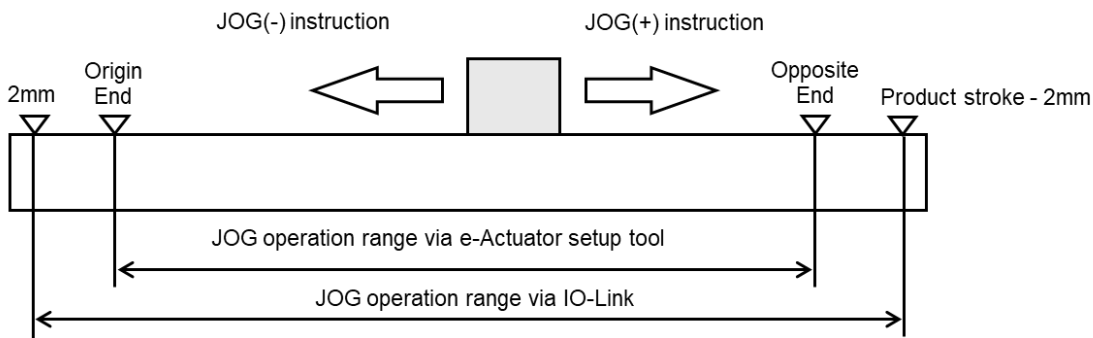 JOG(-) instruction
JOG(+) instruction
2mm
Origin
End
Opposite
End
Product stroke - 2mm
JOG operation range via e-Actuator setup tool
JOG operation range via IO-Link